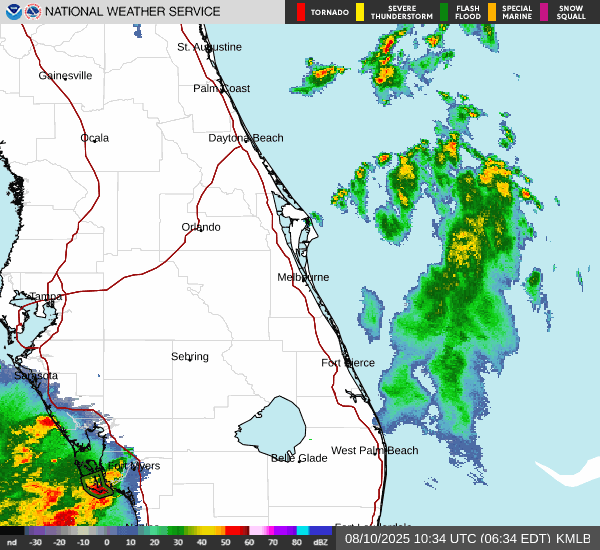 NATIONAL WEATHER SERVICE
TORNADO
SEVERE THUNDERSTORM
FLASH FLOOD
SPECIAL MARINE
SNOW SQUALL
St. Augustine
Gainesville
Palm Coast
Ocala
Daytona Beach
Orlando
Melbourne
Tampa
Sebring
Fort Pierce
Sarasota
West Palm Beach
Belle Glade
Fort Myers
nd -30 -20 -10 0 10 20 30 40 50 60 70 80 dBZ
08/10/2025 10:34 UTC (06:34 EDT) KMLB